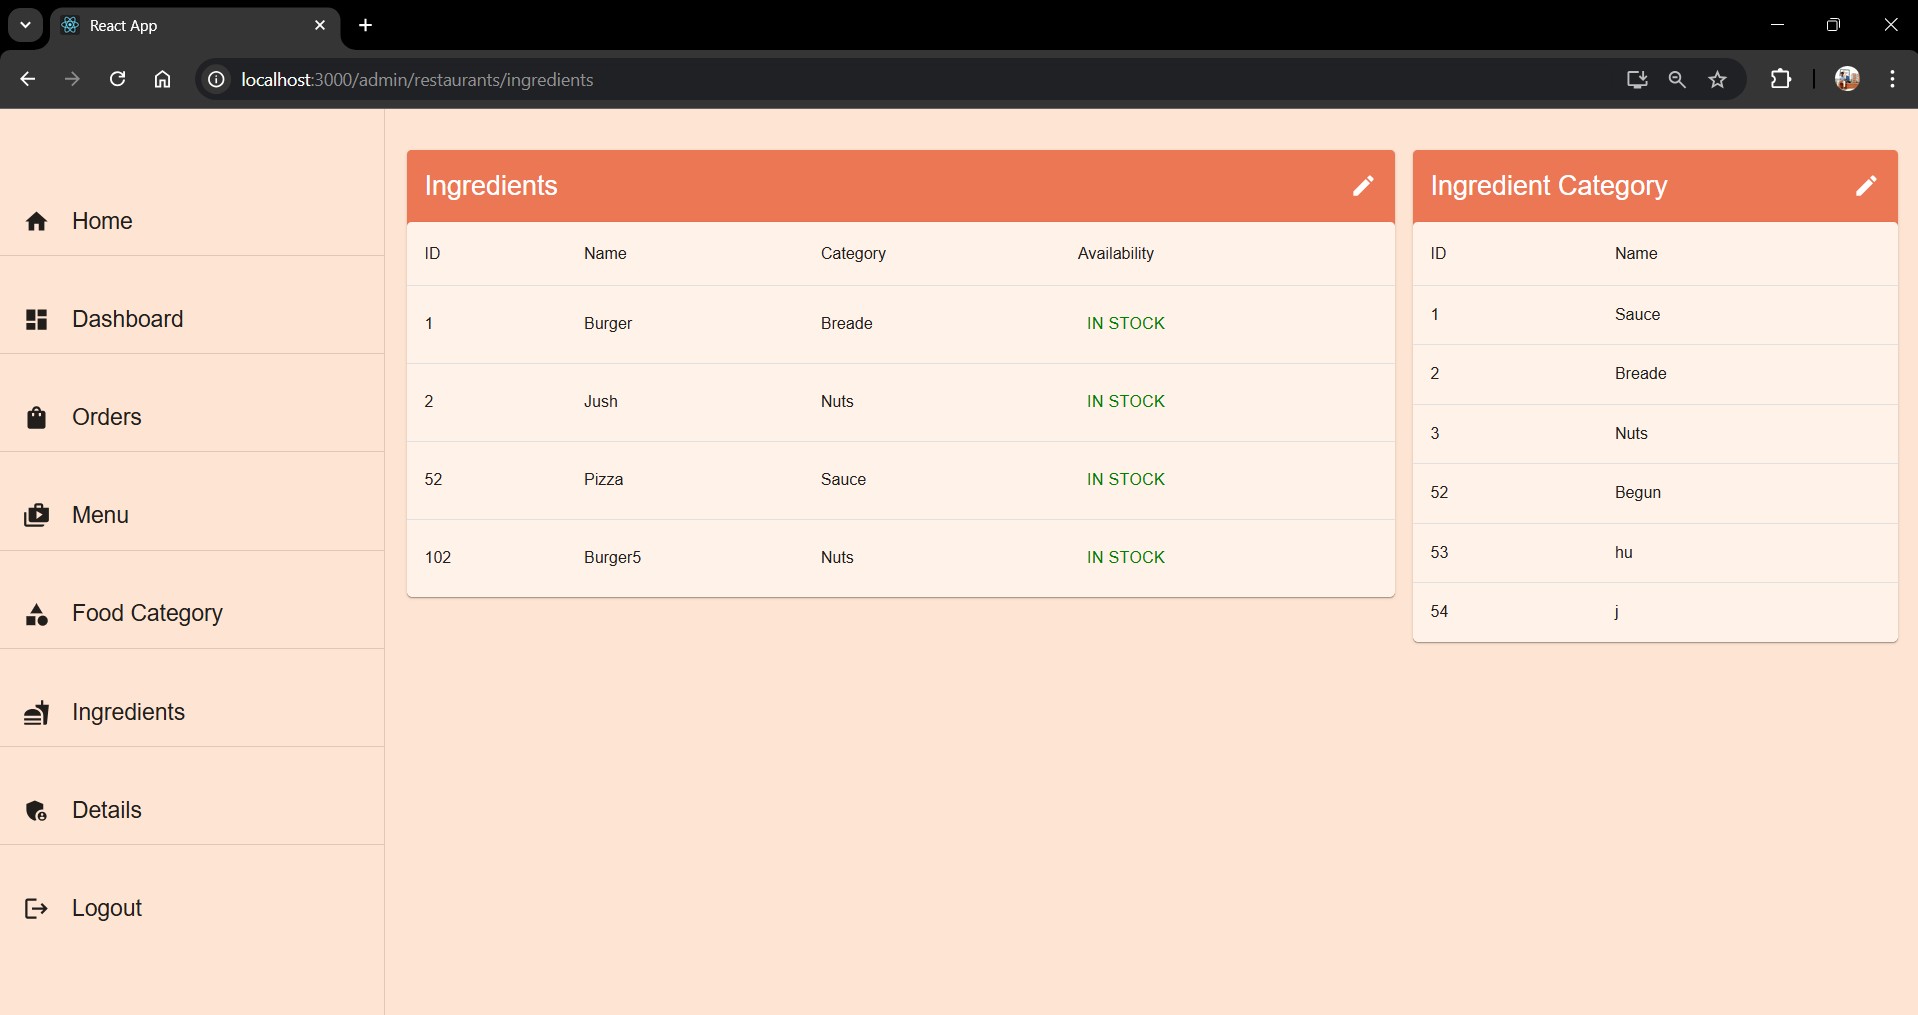 React App
localhost:3000/admin/restaurants/ingredients
Home
Dashboard
Orders
Menu
Food Category
Ingredients
Details
Logout
Ingredients
ID Name Category Availability
1 Burger Breade IN STOCK
2 Jush Nuts IN STOCK
52 Pizza Sauce IN STOCK
102 Burger5 Nuts IN STOCK
Ingredient Category
ID Name
1 Sauce
2 Breade
3 Nuts
52 Begun
53 hu
54 j